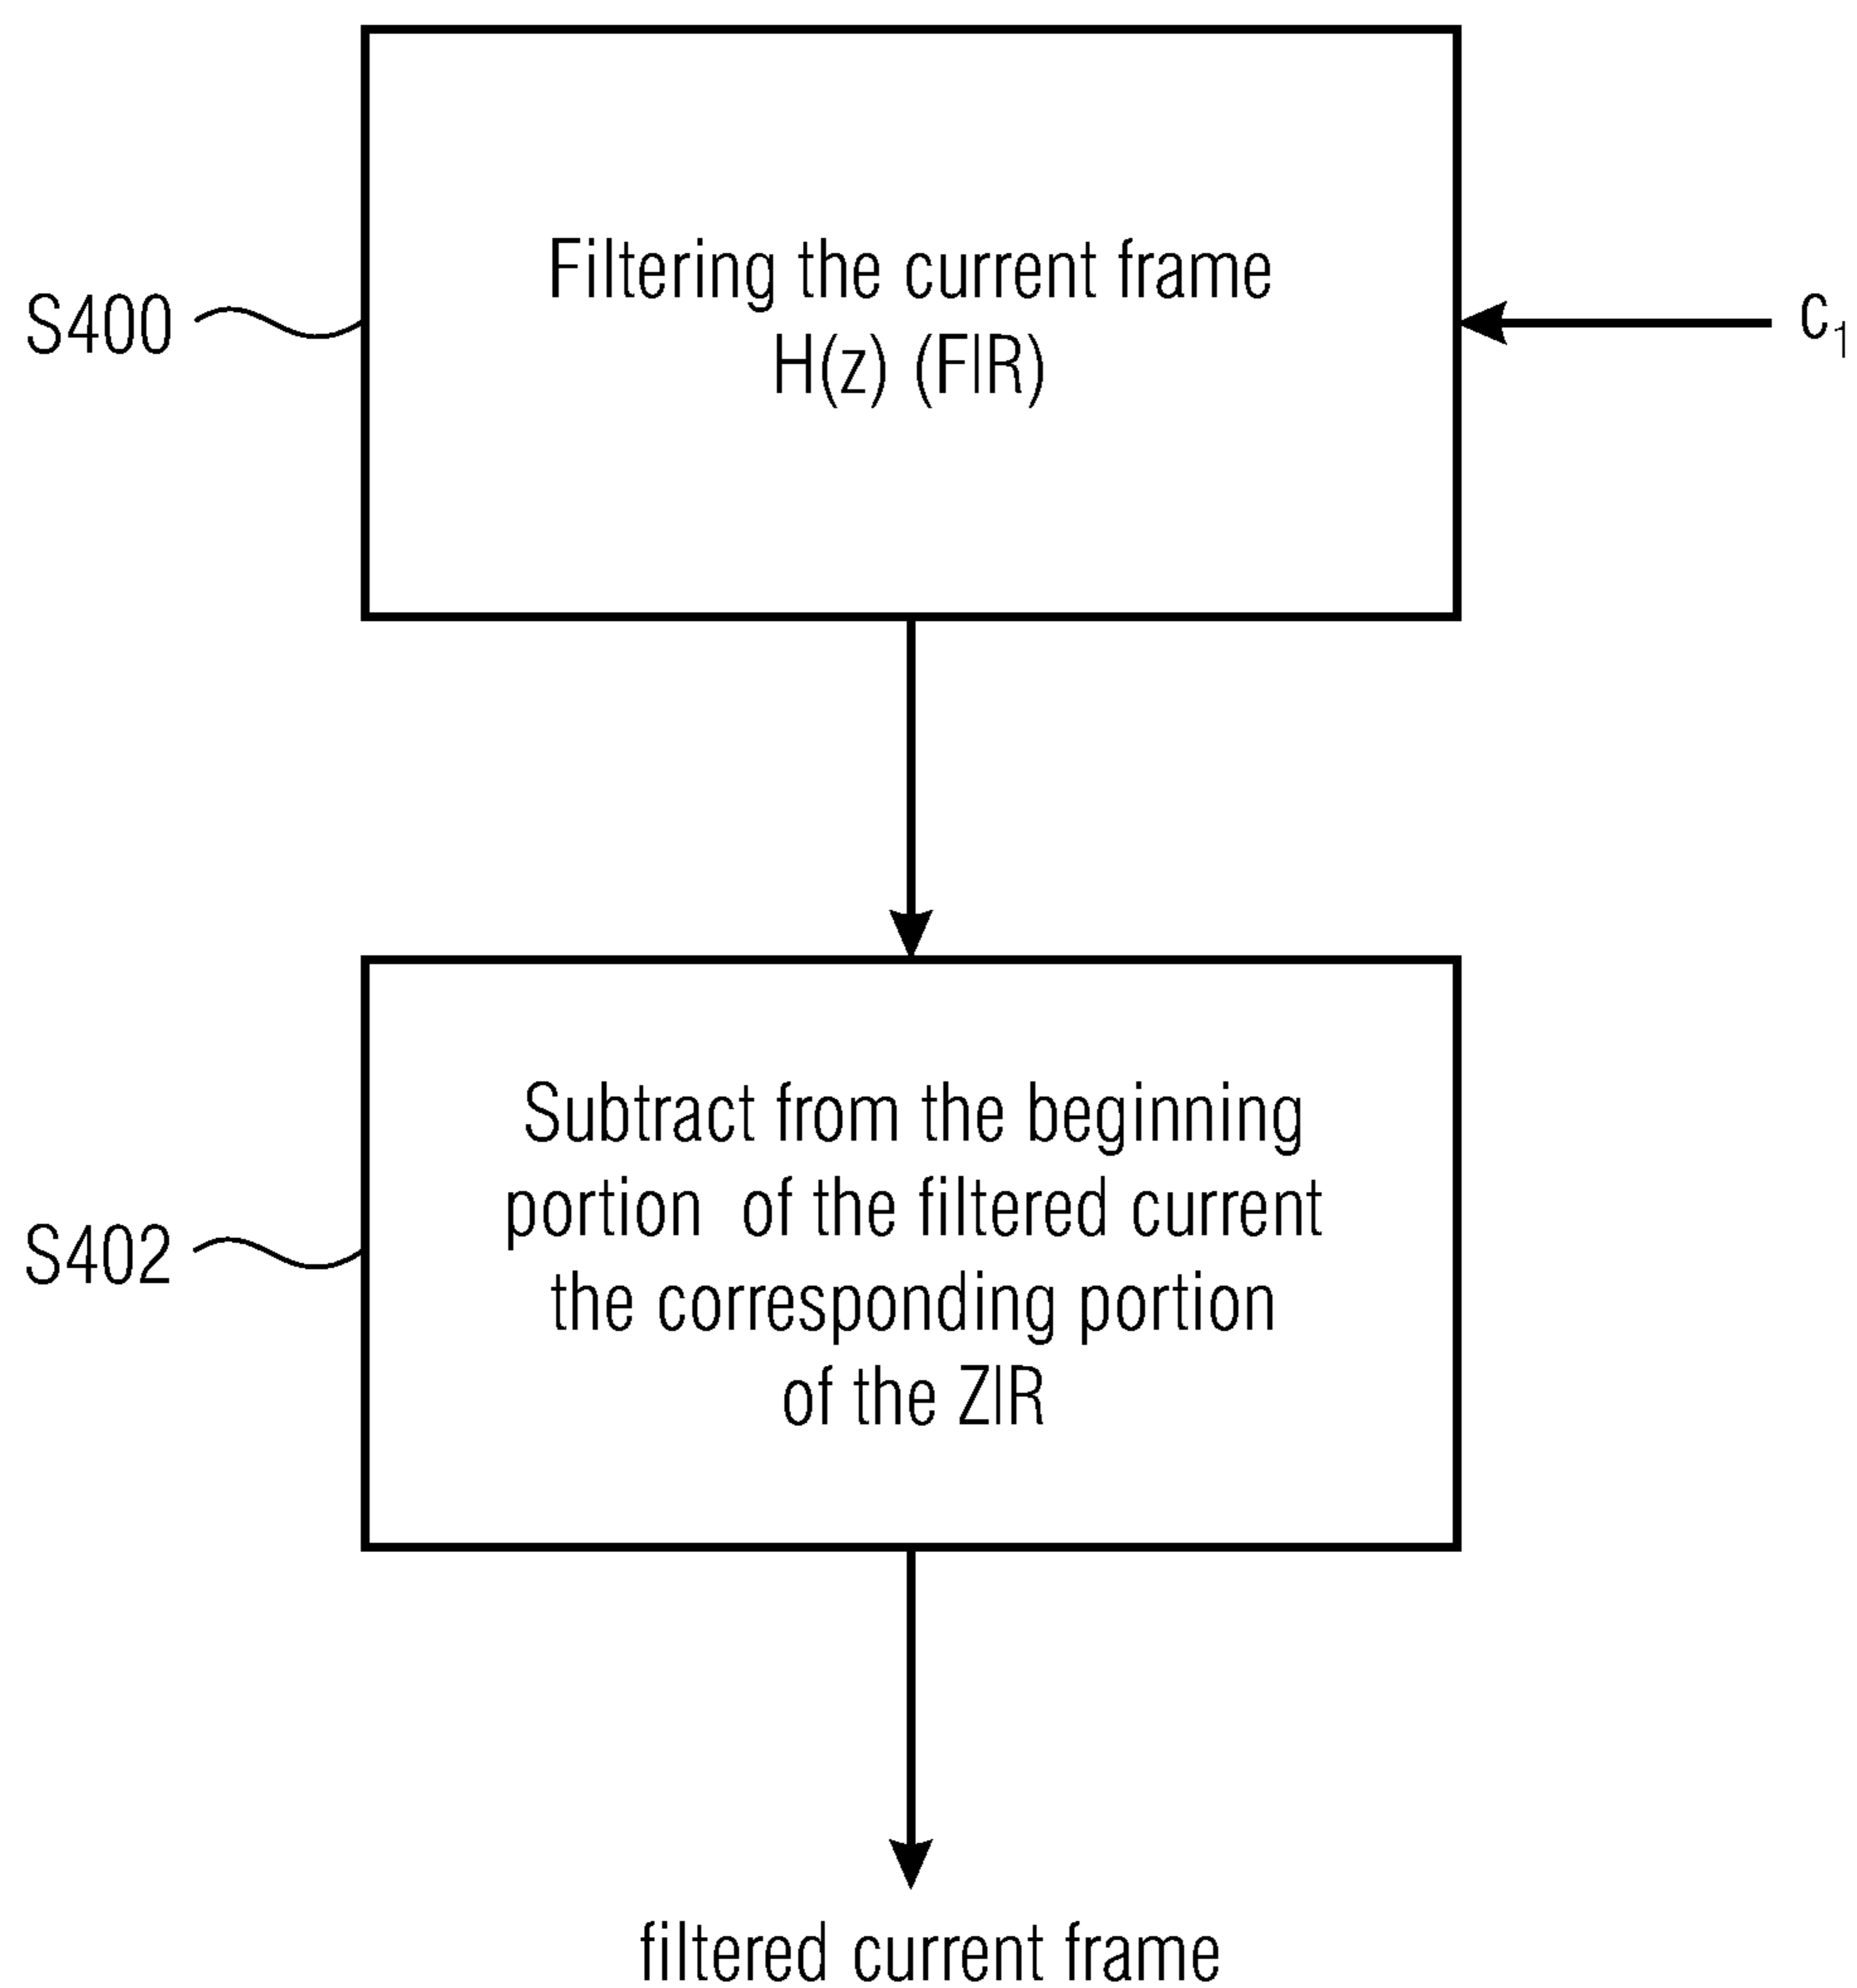 Filtering the current frame
H(z) (FIR)
S400
c₁
Subtract from the beginning
portion of the filtered current
the corresponding portion
of the ZIR
S402
filtered current frame